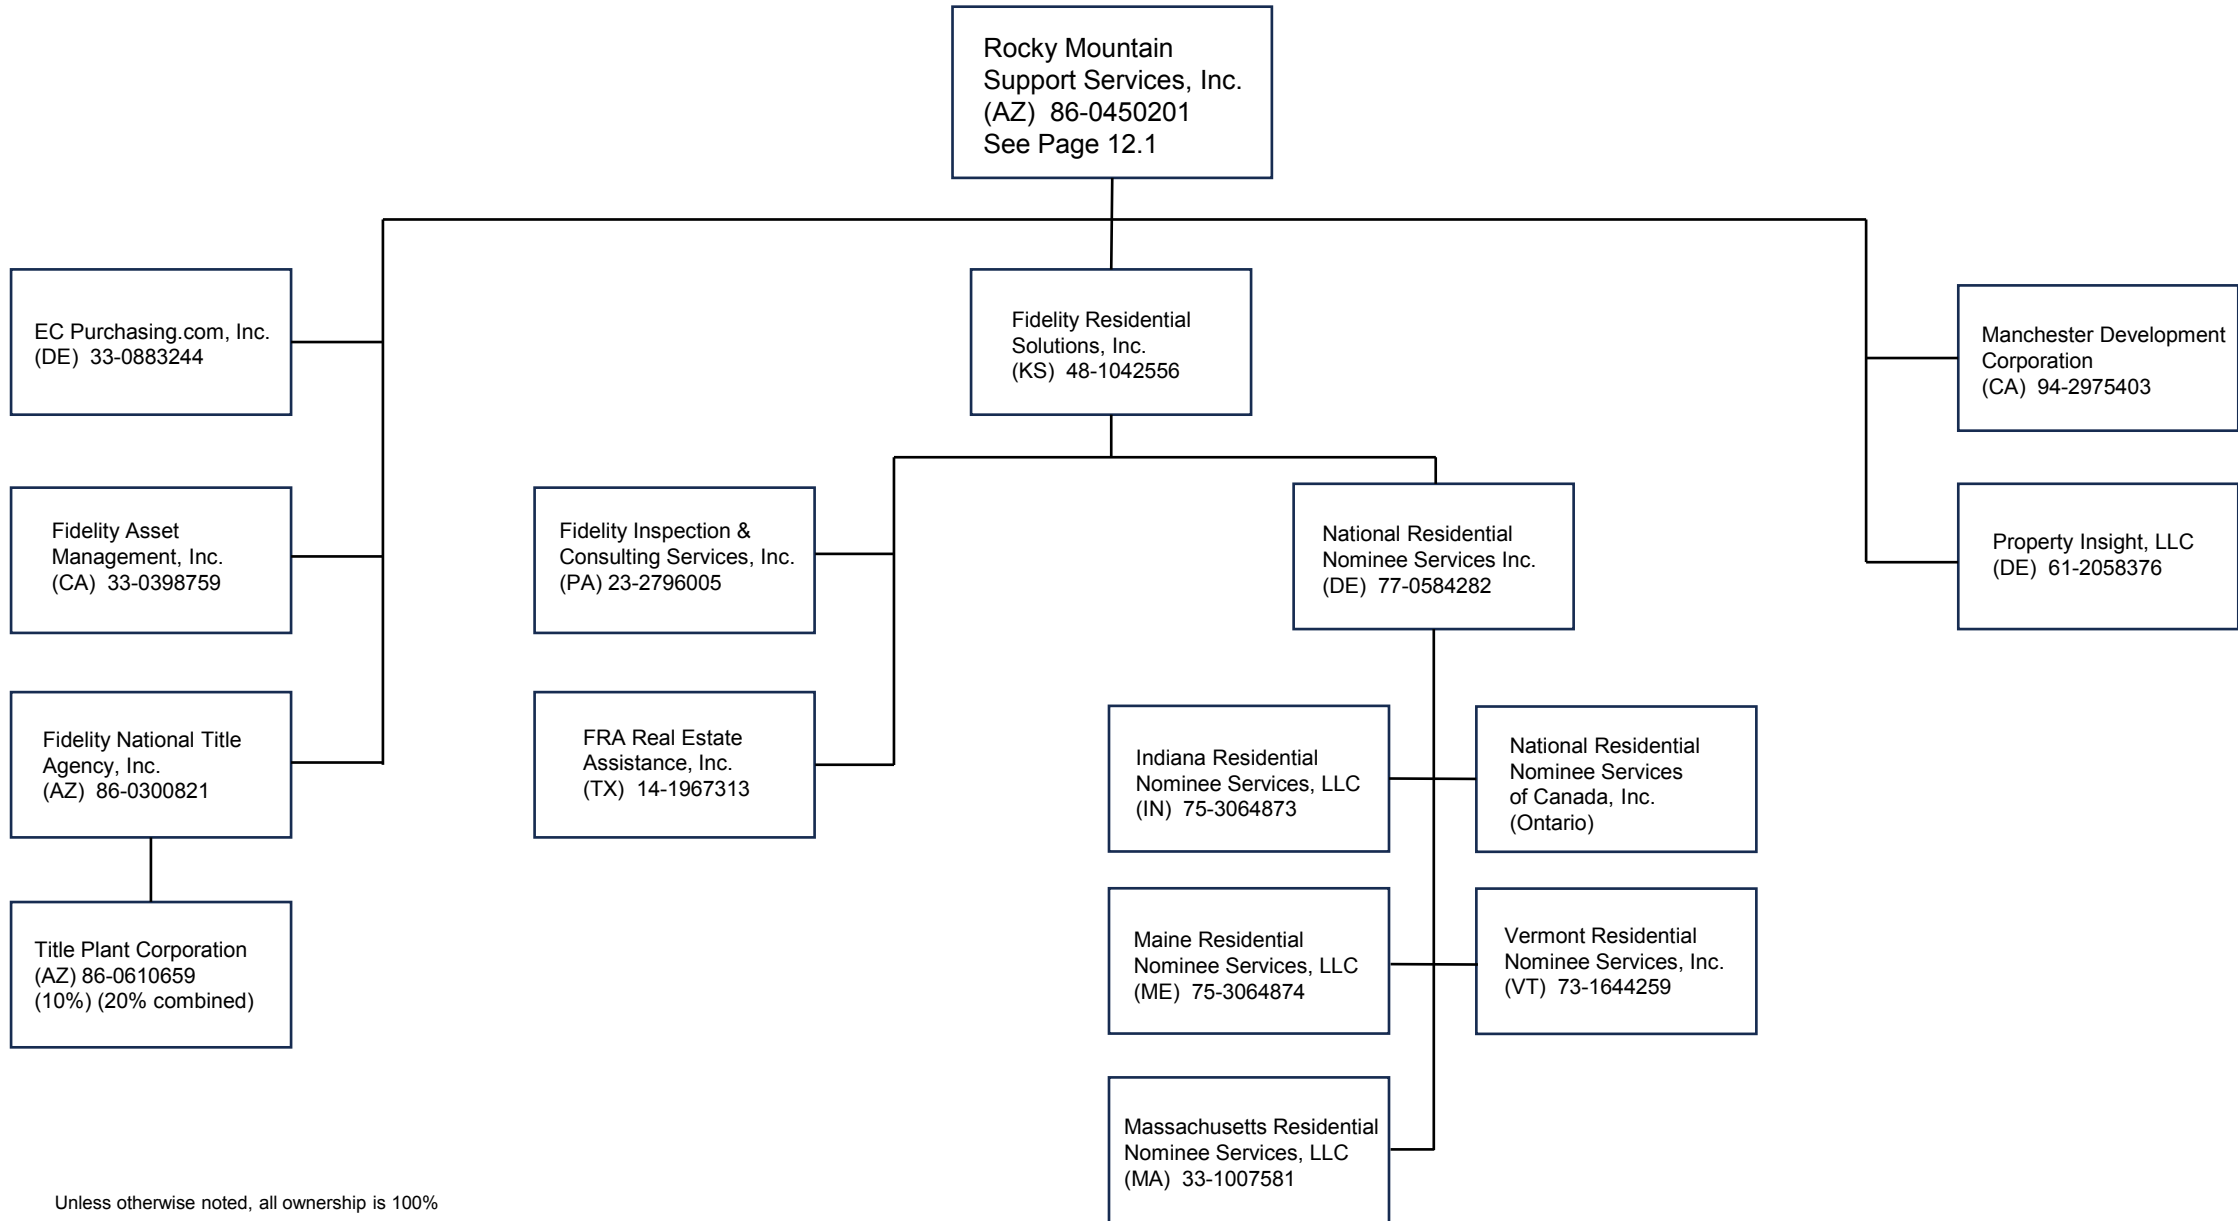 Rocky Mountain
Support Services, Inc.
(AZ) 86-0450201
See Page 12.1
EC Purchasing.com, Inc.
(DE) 33-0883244
Fidelity Residential
Solutions, Inc.
(KS) 48-1042556
Manchester Development
Corporation
(CA) 94-2975403
Fidelity Asset
Management, Inc.
(CA) 33-0398759
Fidelity Inspection &
Consulting Services, Inc.
(PA) 23-2796005
National Residential
Nominee Services Inc.
(DE) 77-0584282
Property Insight, LLC
(DE) 61-2058376
Fidelity National Title
Agency, Inc.
(AZ) 86-0300821
FRA Real Estate
Assistance, Inc.
(TX) 14-1967313
Indiana Residential
Nominee Services, LLC
(IN) 75-3064873
National Residential
Nominee Services
of Canada, Inc.
(Ontario)
Title Plant Corporation
(AZ) 86-0610659
(10%) (20% combined)
Maine Residential
Nominee Services, LLC
(ME) 75-3064874
Vermont Residential
Nominee Services, Inc.
(VT) 73-1644259
Massachusetts Residential
Nominee Services, LLC
(MA) 33-1007581
Unless otherwise noted, all ownership is 100%